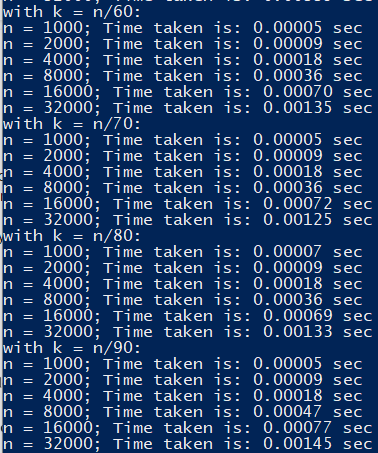 with k = n/60:
n = 1000; Time taken is: 0.00005 sec
n = 2000; Time taken is: 0.00009 sec
n = 4000; Time taken is: 0.00018 sec
n = 8000; Time taken is: 0.00036 sec
n = 16000; Time taken is: 0.00070 sec
n = 32000; Time taken is: 0.00135 sec
with k = n/70:
n = 1000; Time taken is: 0.00005 sec
n = 2000; Time taken is: 0.00009 sec
n = 4000; Time taken is: 0.00018 sec
n = 8000; Time taken is: 0.00036 sec
n = 16000; Time taken is: 0.00072 sec
n = 32000; Time taken is: 0.00125 sec
with k = n/80:
n = 1000; Time taken is: 0.00007 sec
n = 2000; Time taken is: 0.00009 sec
n = 4000; Time taken is: 0.00018 sec
n = 8000; Time taken is: 0.00036 sec
n = 16000; Time taken is: 0.00069 sec
n = 32000; Time taken is: 0.00133 sec
with k = n/90:
n = 1000; Time taken is: 0.00005 sec
n = 2000; Time taken is: 0.00009 sec
n = 4000; Time taken is: 0.00018 sec
n = 8000; Time taken is: 0.00047 sec
n = 16000; Time taken is: 0.00077 sec
n = 32000; Time taken is: 0.00145 sec